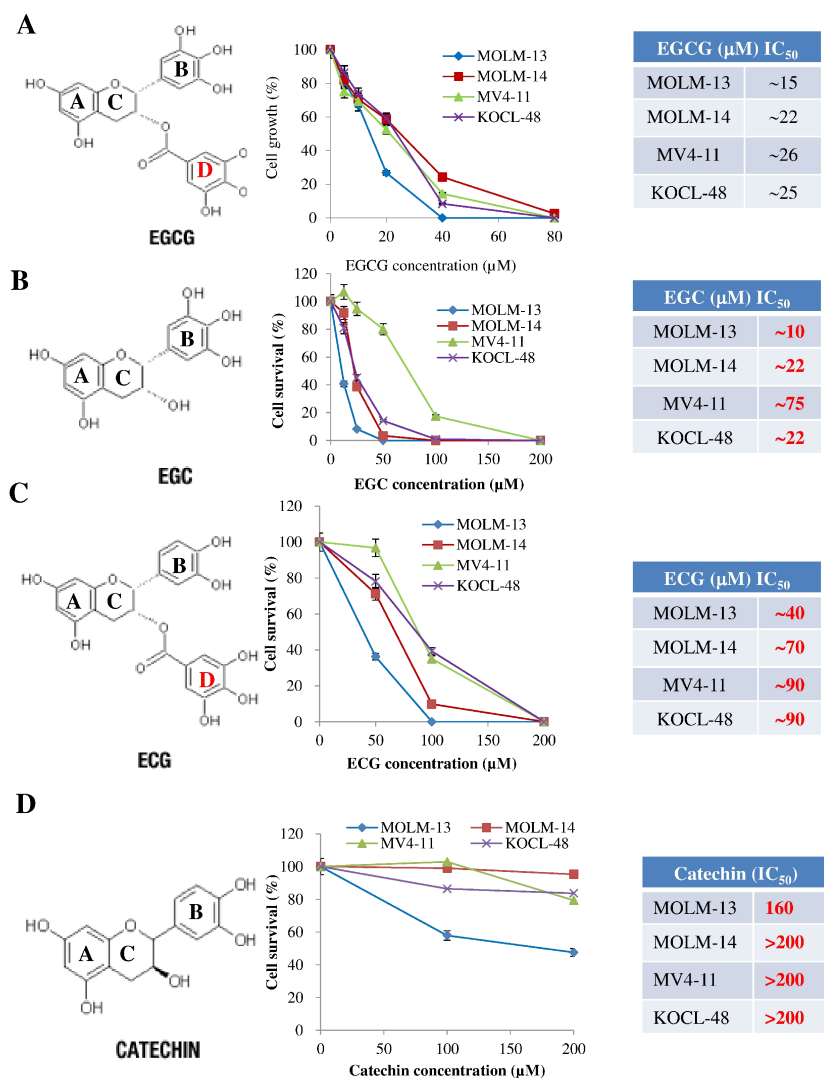 A
OH
OH
B
OH
HO
O
A
C
OH
O
O
D
O
O
OH
EGCG
Cell growth (%)
100
80
60
40
20
0
0 20 40 60 80
EGCG concentration (µM)
MOLM-13
MOLM-14
MV4-11
KOCL-48
EGCG (µM) IC50
MOLM-13 ~15
MOLM-14 ~22
MV4-11 ~26
KOCL-48 ~25
B
OH
OH
B
OH
HO
O
A
C
OH
OH
EGC
Cell survival (%)
120
100
80
60
40
20
0
0 50 100 150 200
EGC concentration (µM)
MOLM-13
MOLM-14
MV4-11
KOCL-48
EGC (µM) IC50
MOLM-13 ~10
MOLM-14 ~22
MV4-11 ~75
KOCL-48 ~22
C
OH
B
OH
HO
O
A
C
OH
O
O
OH
D
OH
OH
ECG
Cell survival (%)
120
100
80
60
40
20
0
0 50 100 150 200
ECG concentration (µM)
MOLM-13
MOLM-14
MV4-11
KOCL-48
ECG (µM) IC50
MOLM-13 ~40
MOLM-14 ~70
MV4-11 ~90
KOCL-48 ~90
D
OH
B
OH
HO
O
A
C
OH
OH
CATECHIN
Cell survival (%)
120
100
80
60
40
20
0
0 50 100 150 200
Catechin concentration (µM)
MOLM-13 MOLM-14
MV4-11 KOCL-48
Catechin (IC50)
MOLM-13 160
MOLM-14 >200
MV4-11 >200
KOCL-48 >200